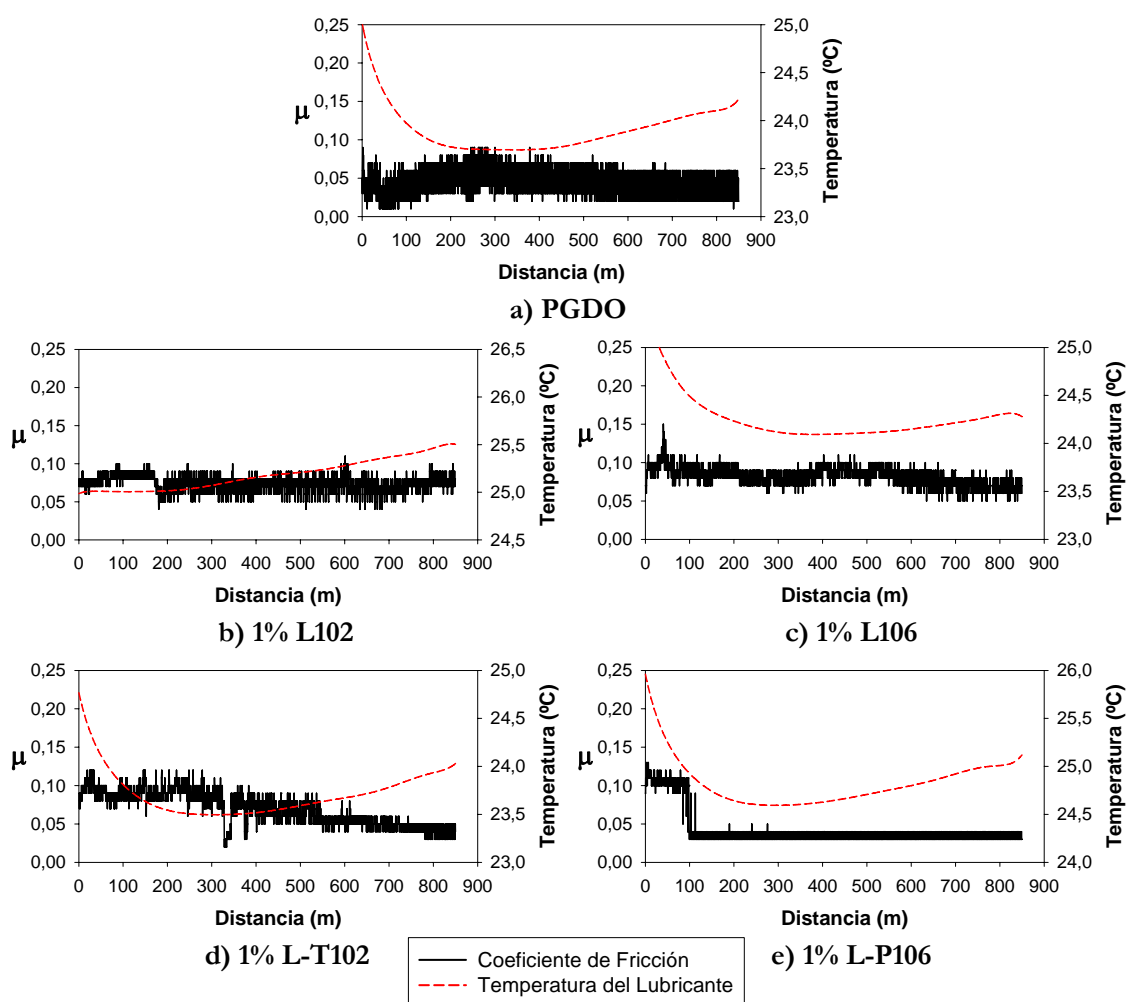 0,25
0,20
0,15
0,10
0,05
0,00
μ
25,0
24,5
24,0
23,5
23,0
Temperatura (ºC)
0 100 200 300 400 500 600 700 800 900
Distancia (m)
a) PGDO
0,25
0,20
0,15
0,10
0,05
0,00
μ
26,5
26,0
25,5
25,0
24,5
Temperatura (ºC)
0 100 200 300 400 500 600 700 800 900
Distancia (m)
b) 1% L102
0,25
0,20
0,15
0,10
0,05
0,00
μ
25,0
24,5
24,0
23,5
23,0
Temperatura (ºC)
0 100 200 300 400 500 600 700 800 900
Distancia (m)
c) 1% L106
0,25
0,20
0,15
0,10
0,05
0,00
μ
25,0
24,5
24,0
23,5
23,0
Temperatura (ºC)
0 100 200 300 400 500 600 700 800 900
Distancia (m)
d) 1% L-T102
0,25
0,20
0,15
0,10
0,05
0,00
μ
26,0
25,5
25,0
24,5
24,0
Temperatura (ºC)
0 100 200 300 400 500 600 700 800 900
Distancia (m)
e) 1% L-P106
Coeficiente de Fricción
Temperatura del Lubricante